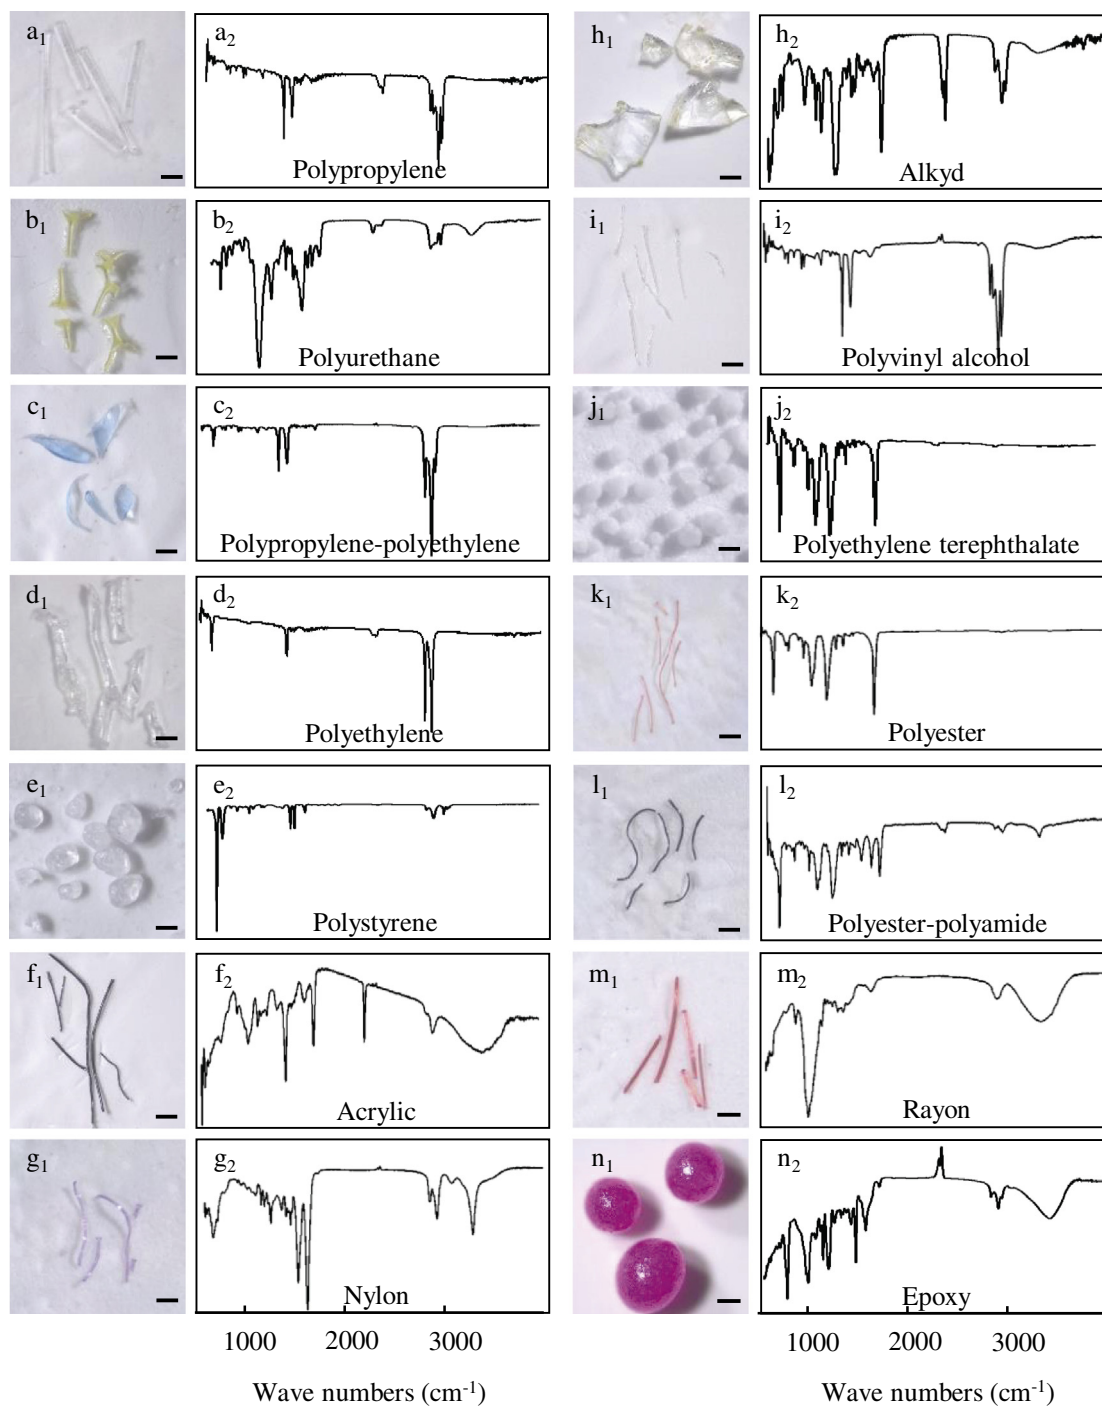 a1
a2
Polypropylene
b1
b2
Polyurethane
c1
c2
Polypropylene-polyethylene
d1
d2
Polyethylene
e1
e2
Polystyrene
f1
f2
Acrylic
g1
g2
Nylon
1000 2000 3000
Wave numbers (cm-1)
h1
h2
Alkyd
i1
i2
Polyvinyl alcohol
j1
j2
Polyethylene terephthalate
k1
k2
Polyester
l1
l2
Polyester-polyamide
m1
m2
Rayon
n1
n2
Epoxy
1000 2000 3000
Wave numbers (cm-1)